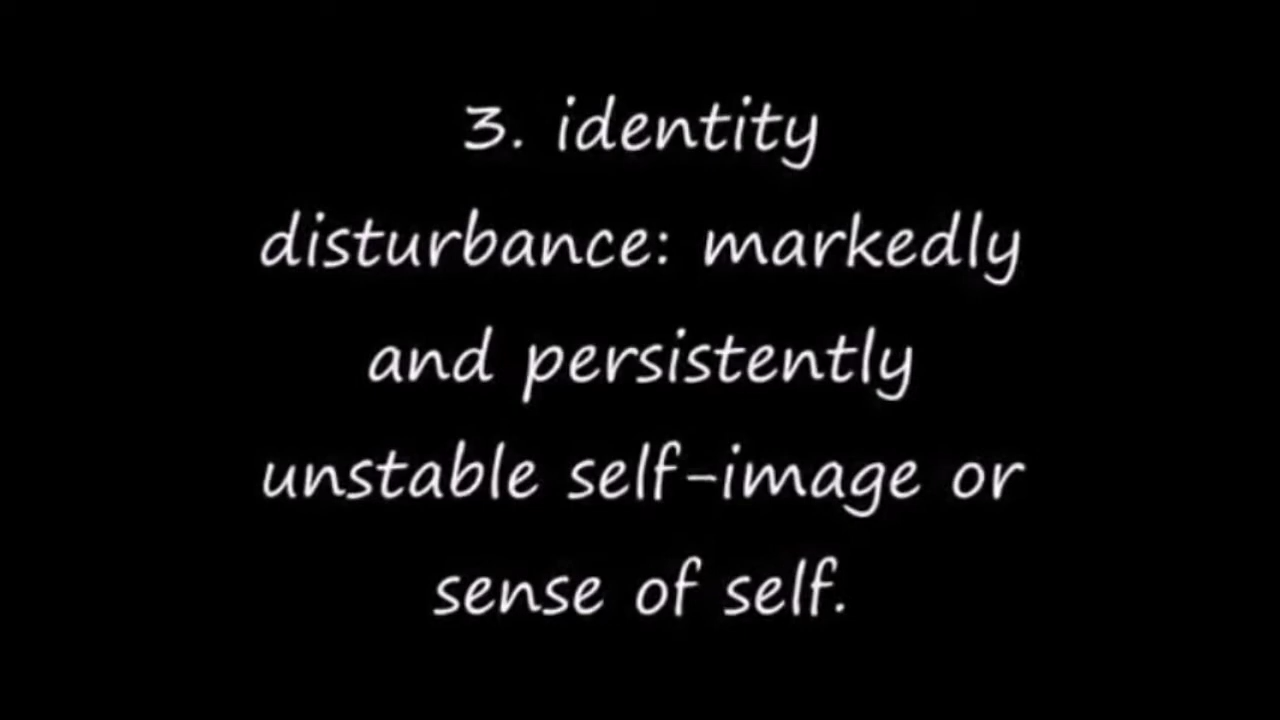 3. identity
disturbance: markedly
and persistently
unstable self-image or
sense of self.